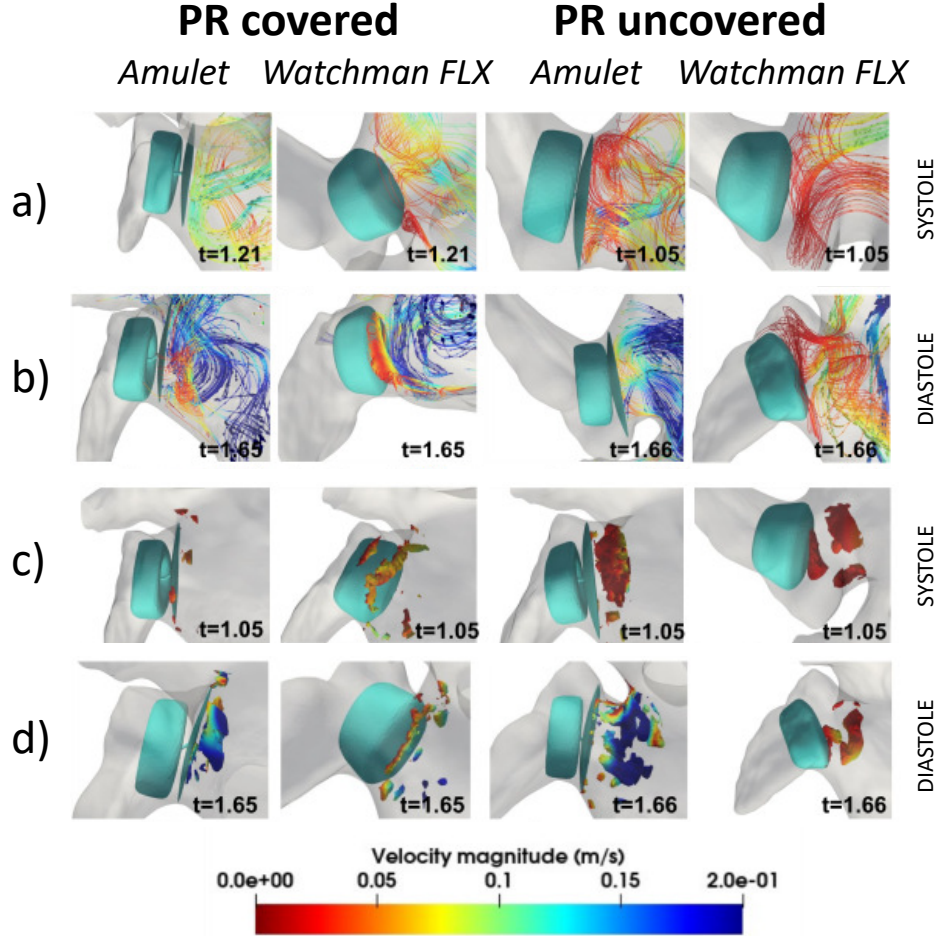 PR covered PR uncovered
Amulet Watchman FLX Amulet Watchman FLX
a) t=1.21 t=1.21 t=1.05 t=1.05 SYSTOLE
b) t=1.65 t=1.65 t=1.66 t=1.66 DIASTOLE
c) t=1.05 t=1.05 t=1.05 t=1.05 SYSTOLE
d) t=1.65 t=1.65 t=1.66 t=1.66 DIASTOLE
Velocity magnitude (m/s)
0.0e+00 0.05 0.1 0.15 2.0e-01